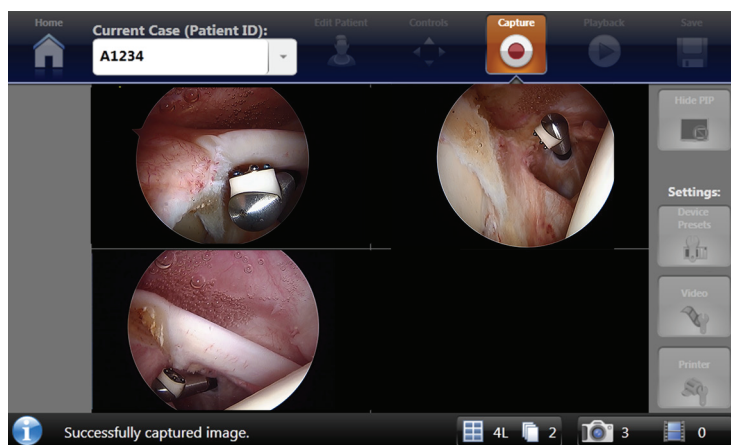 Home
Current Case (Patient ID):
A1234
Edit Patient
Controls
Capture
Playback
Save
Hide PIP
Settings:
Device
Presets
Video
Printer
Successfully captured image.
4L
2
3
0